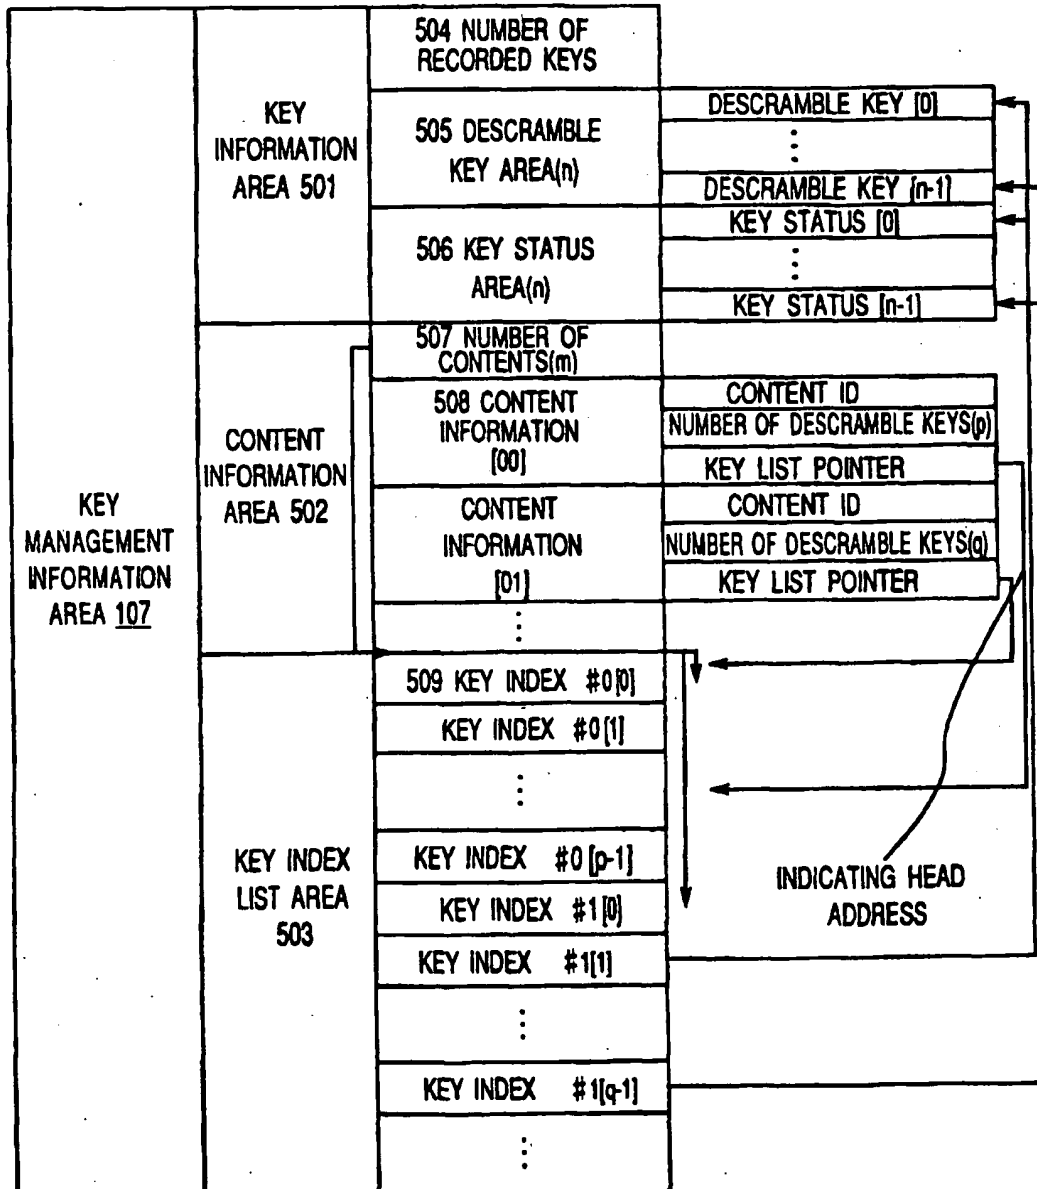 KEY
MANAGEMENT
INFORMATION
AREA 107
KEY
INFORMATION
AREA 501
504 NUMBER OF
RECORDED KEYS
505 DESCRAMBLE
KEY AREA(n)
DESCRAMBLE KEY [0]
⋮
DESCRAMBLE KEY [n-1]
506 KEY STATUS
AREA(n)
KEY STATUS [0]
⋮
KEY STATUS [n-1]
CONTENT
INFORMATION
AREA 502
507 NUMBER OF
CONTENTS(m)
508 CONTENT
INFORMATION
[00]
CONTENT ID
NUMBER OF DESCRAMBLE KEYS(p)
KEY LIST POINTER
CONTENT
INFORMATION
[01]
CONTENT ID
NUMBER OF DESCRAMBLE KEYS(q)
KEY LIST POINTER
⋮
KEY INDEX
LIST AREA
503
509 KEY INDEX #0[0]
KEY INDEX #0[1]
⋮
KEY INDEX #0[p-1]
KEY INDEX #1[0]
KEY INDEX #1[1]
⋮
KEY INDEX #1[q-1]
⋮
INDICATING HEAD
ADDRESS